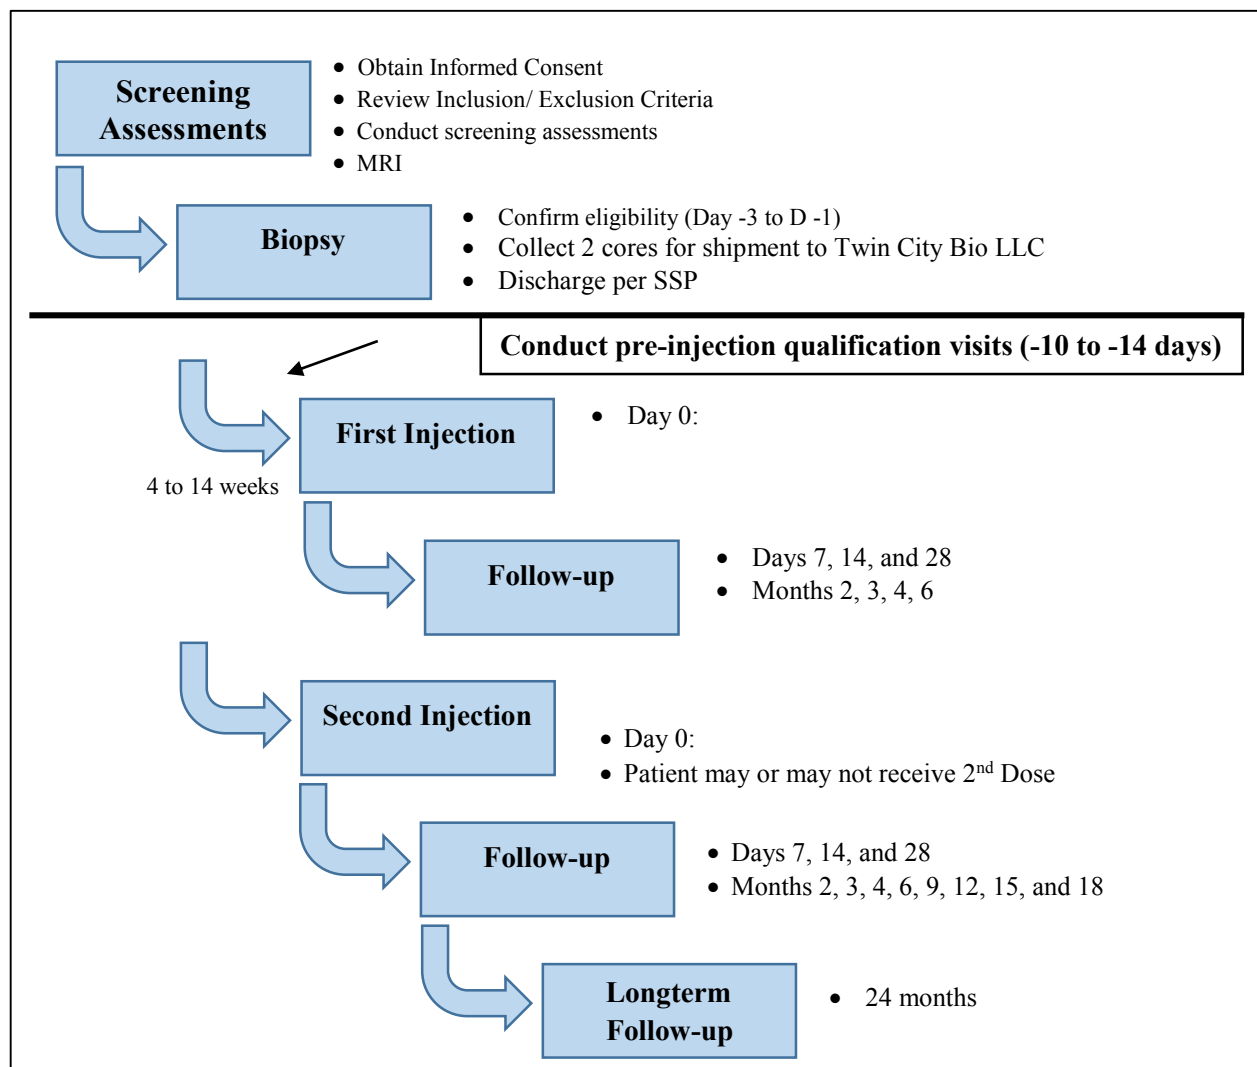 Screening
Assessments
• Obtain Informed Consent
• Review Inclusion/ Exclusion Criteria
• Conduct screening assessments
• MRI
Biopsy
• Confirm eligibility (Day -3 to D -1)
• Collect 2 cores for shipment to Twin City Bio LLC
• Discharge per SSP
Conduct pre-injection qualification visits (-10 to -14 days)
First Injection
• Day 0:
4 to 14 weeks
Follow-up
• Days 7, 14, and 28
• Months 2, 3, 4, 6
Second Injection
• Day 0:
• Patient may or may not receive 2nd Dose
Follow-up
• Days 7, 14, and 28
• Months 2, 3, 4, 6, 9, 12, 15, and 18
Longterm
Follow-up
• 24 months